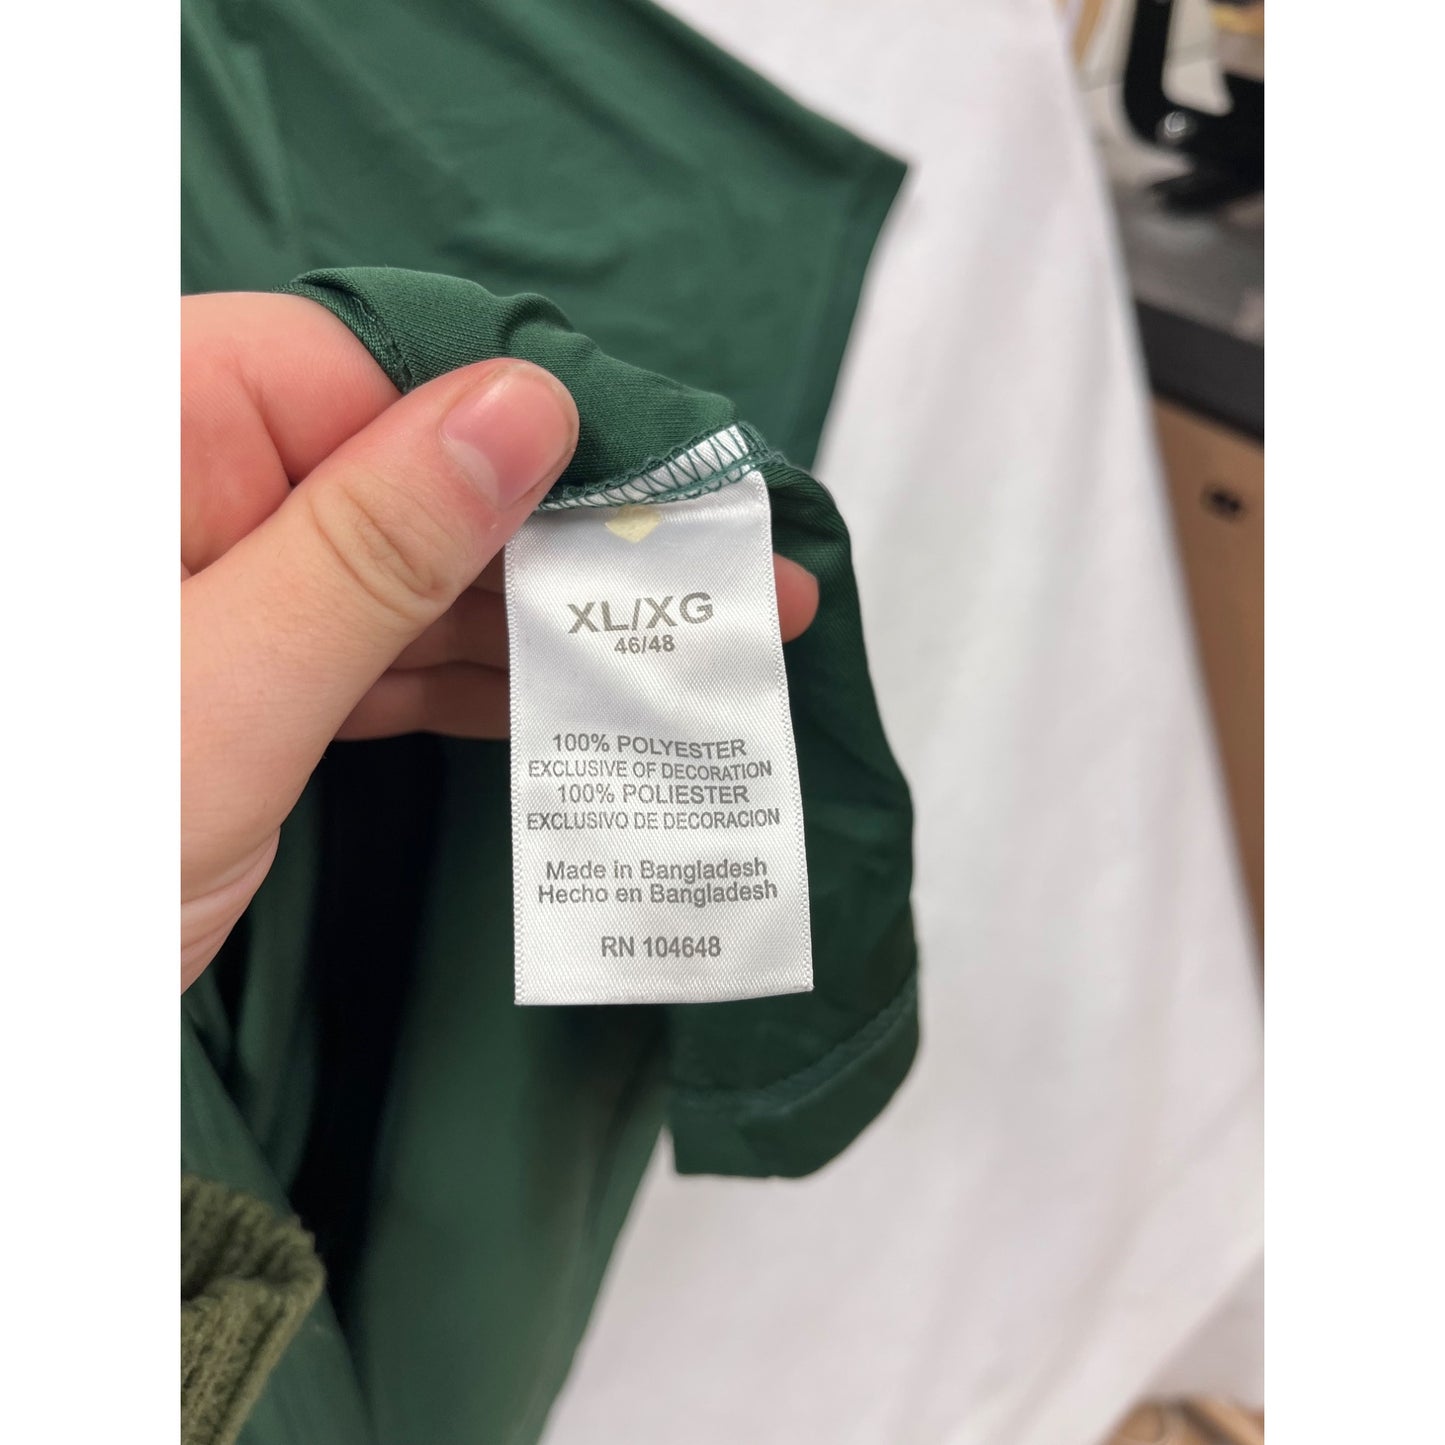 XL/XG
46/48
100% POLYESTER
EXCLUSIVE OF DECORATION
100% POLIESTER
EXCLUSIVO DE DECORACION
Made in Bangladesh
Hecho en Bangladesh
RN 104648